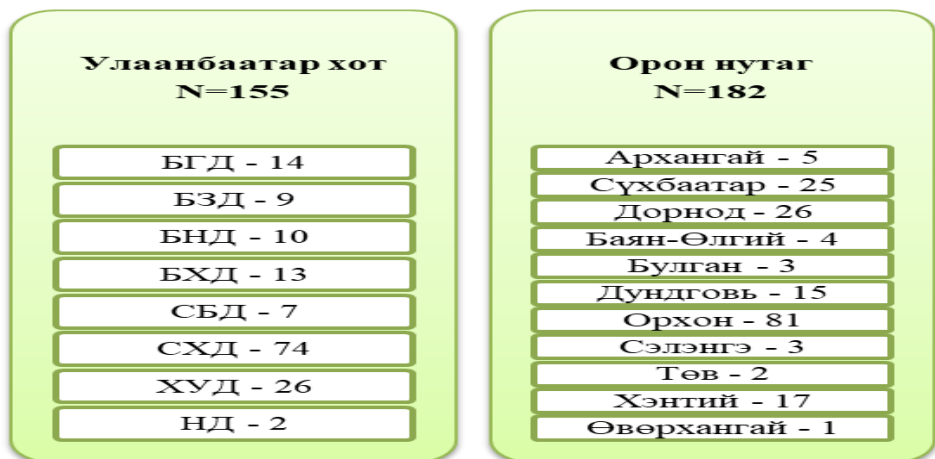 Улаанбаатар хот
N=155
БГД - 14
БЗД - 9
БНД - 10
БХД - 13
СБД - 7
СХД - 74
ХУД - 26
НД - 2
Орон нутаг
N=182
Архангай - 5
Сүхбаатар - 25
Дорнод - 26
Баян-Өлгий - 4
Булган - 3
Дундговь - 15
Орхон - 81
Сэлэнгэ - 3
Төв - 2
Хэнтий - 17
Өвөрхангай - 1